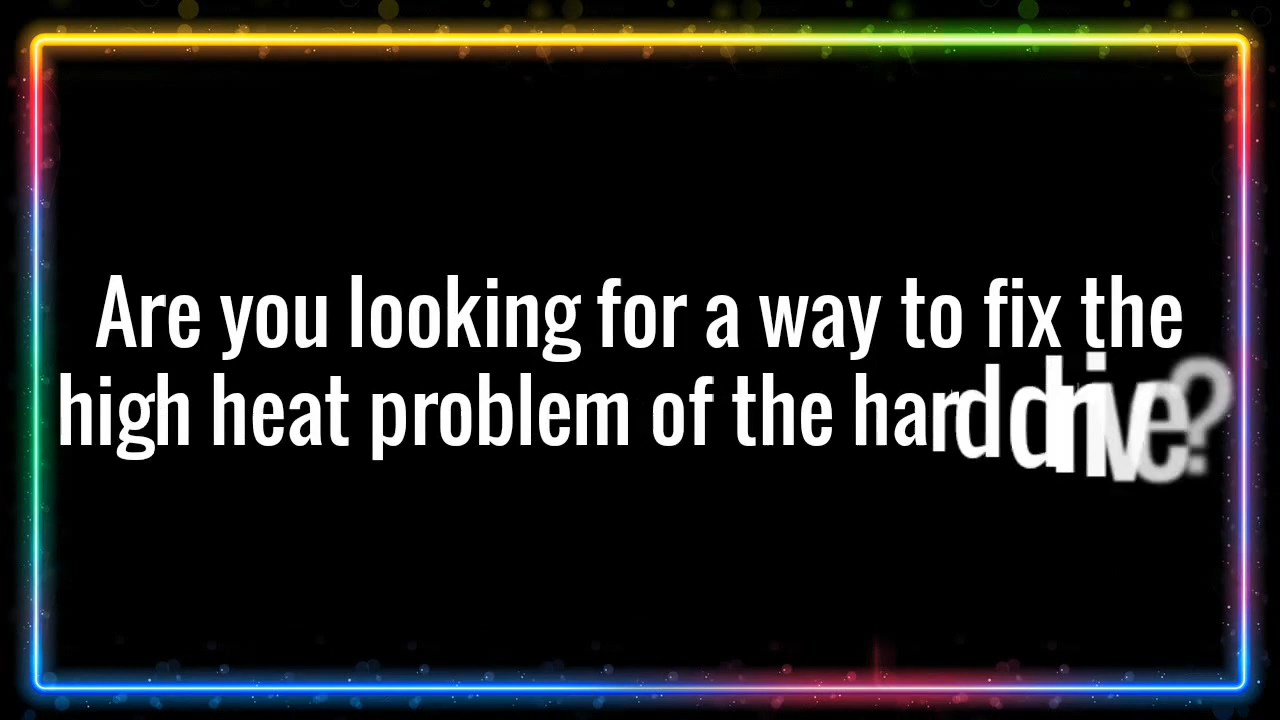 Are you looking for a way to fix the
high heat problem of the hard drive?